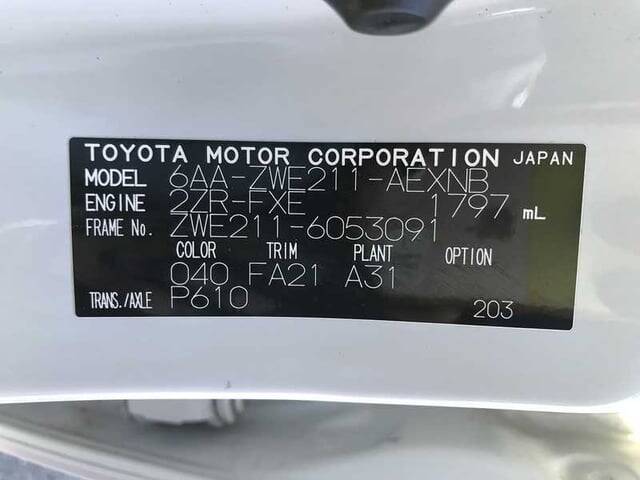 TOYOTA MOTOR CORPORATION JAPAN
MODEL 6AA-ZWE211-AEXNB
ENGINE 2ZR-FXE 1797 mL
FRAME No. ZWE211-6053091
COLOR TRIM PLANT OPTION
040 FA21 A31
TRANS./AXLE P610 203